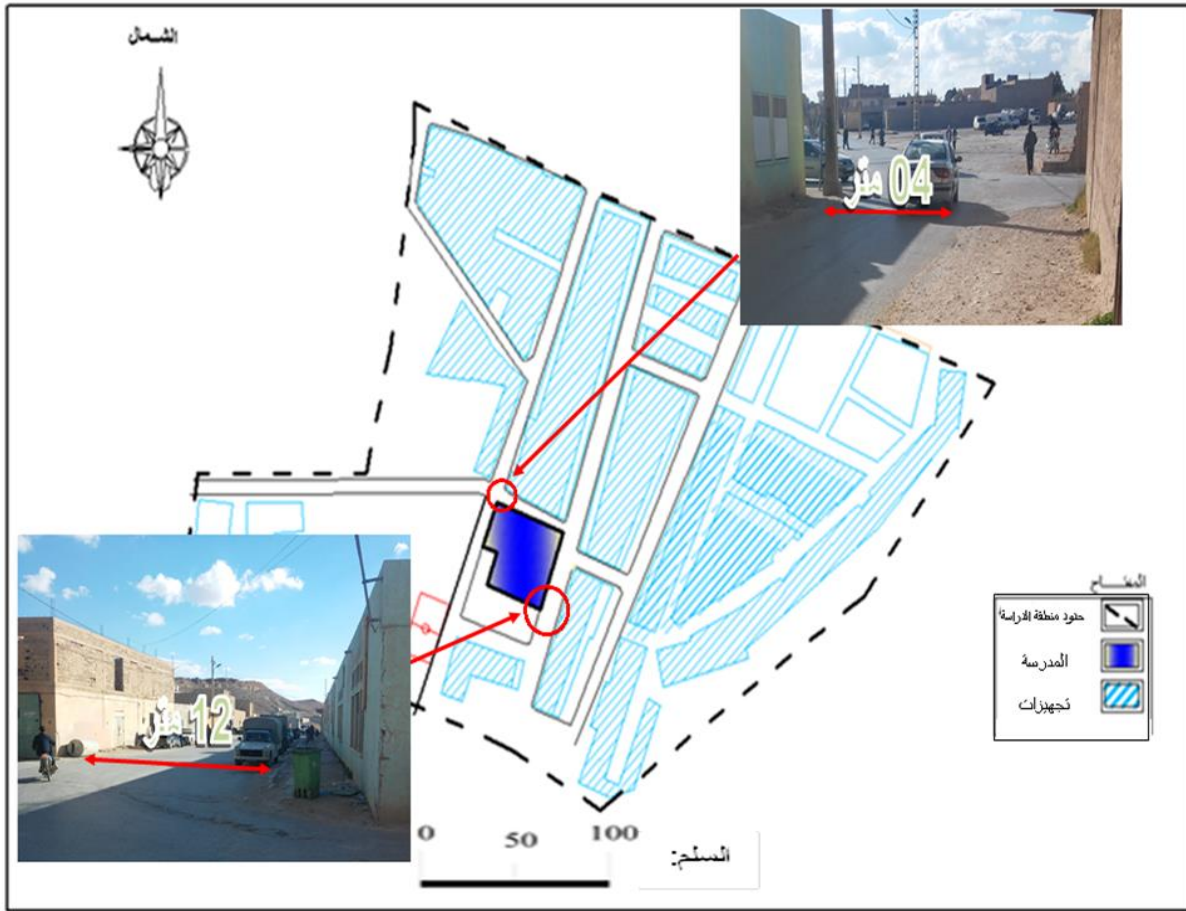 الشمال
04 متر
12 متر
المفتاح
حدود منطقة الدراسة
المدرسة
تجهيزات
0 50 100
السلم: